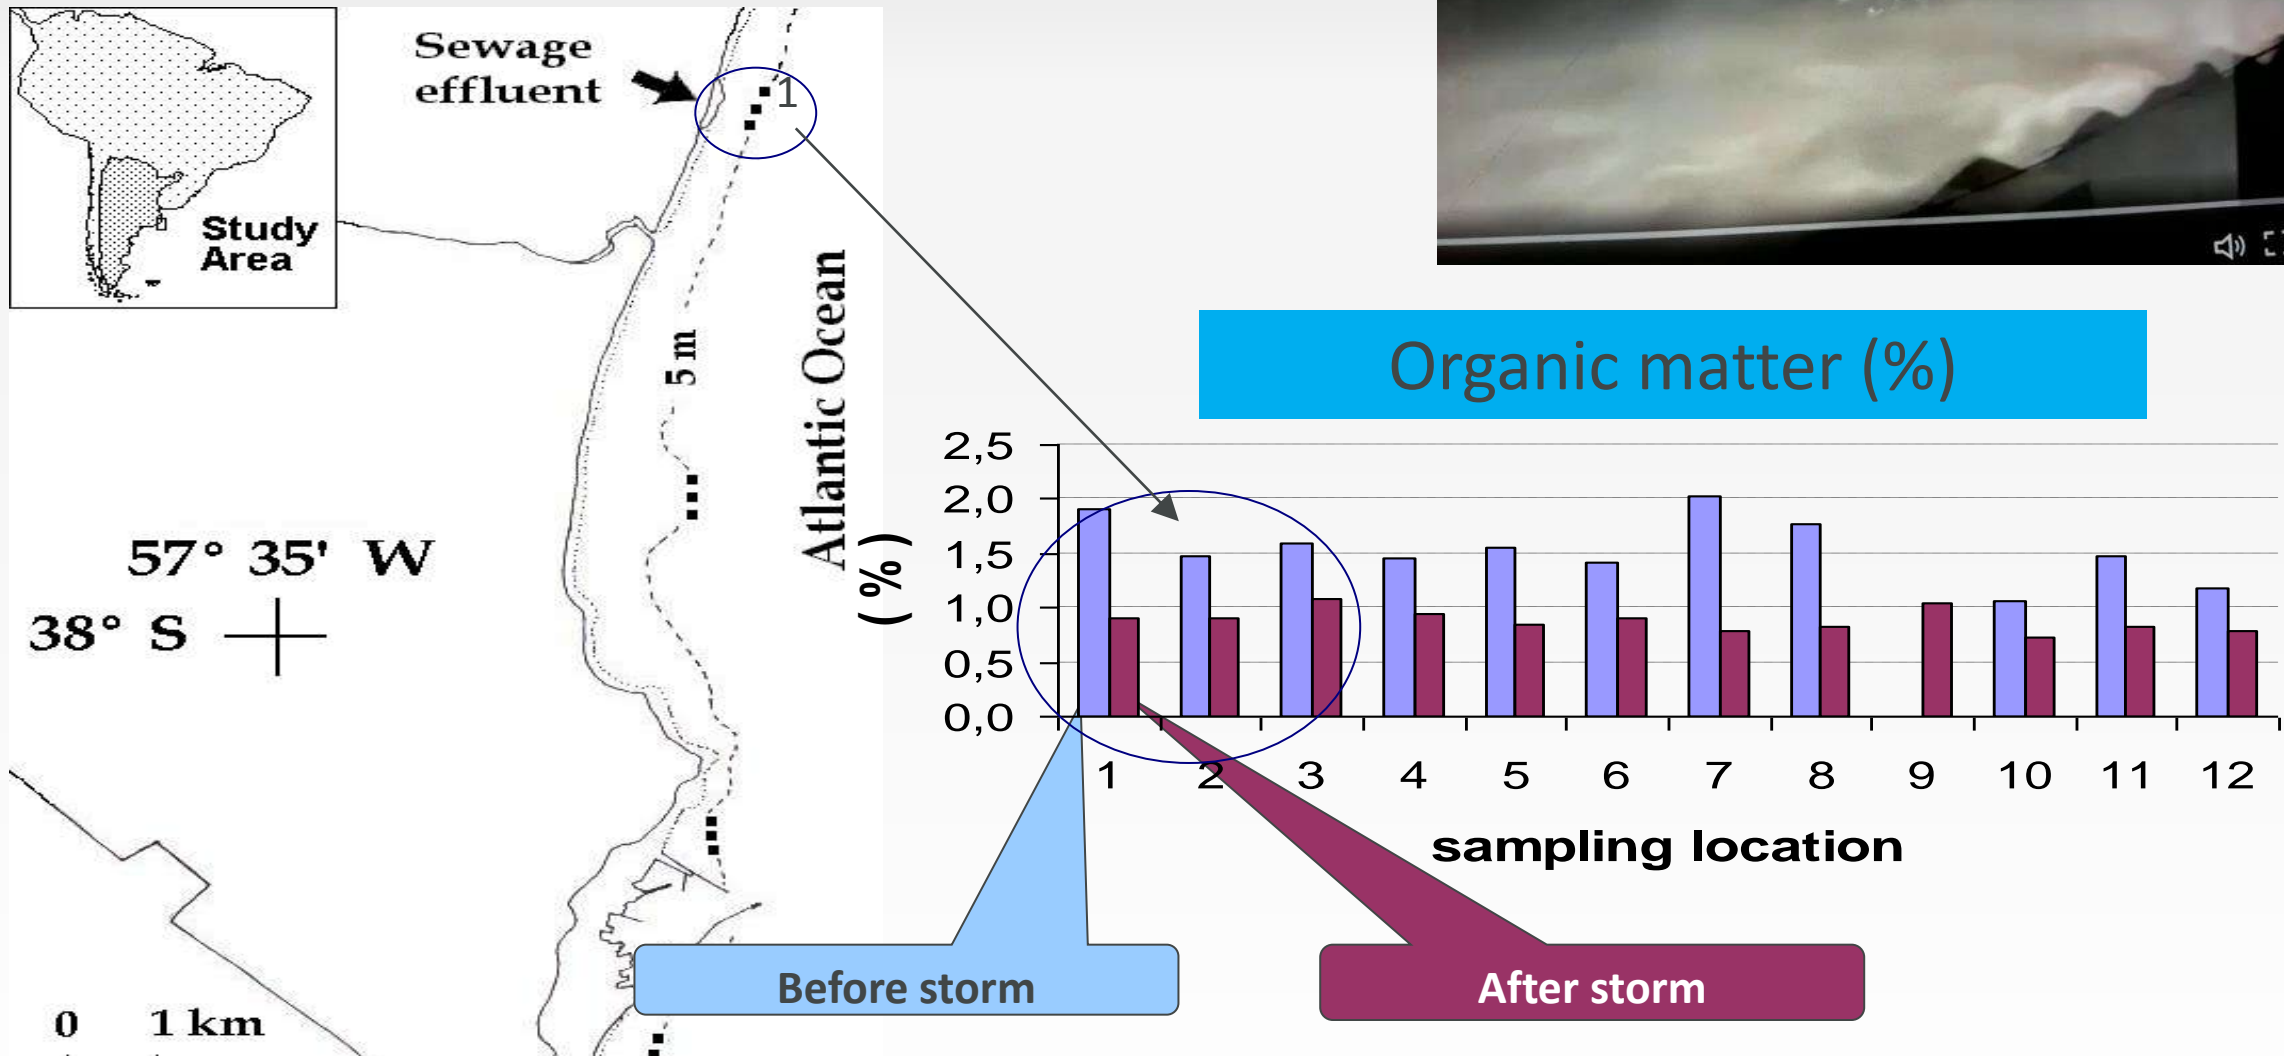 Sewage
effluent
1
Study
Area
5 m
Atlantic Ocean
57° 35' W
38° S
0 1 km
Organic matter (%)
(%)
2,5
2,0
1,5
1,0
0,5
0,0
1 2 3 4 5 6 7 8 9 10 11 12
sampling location
Before storm
After storm